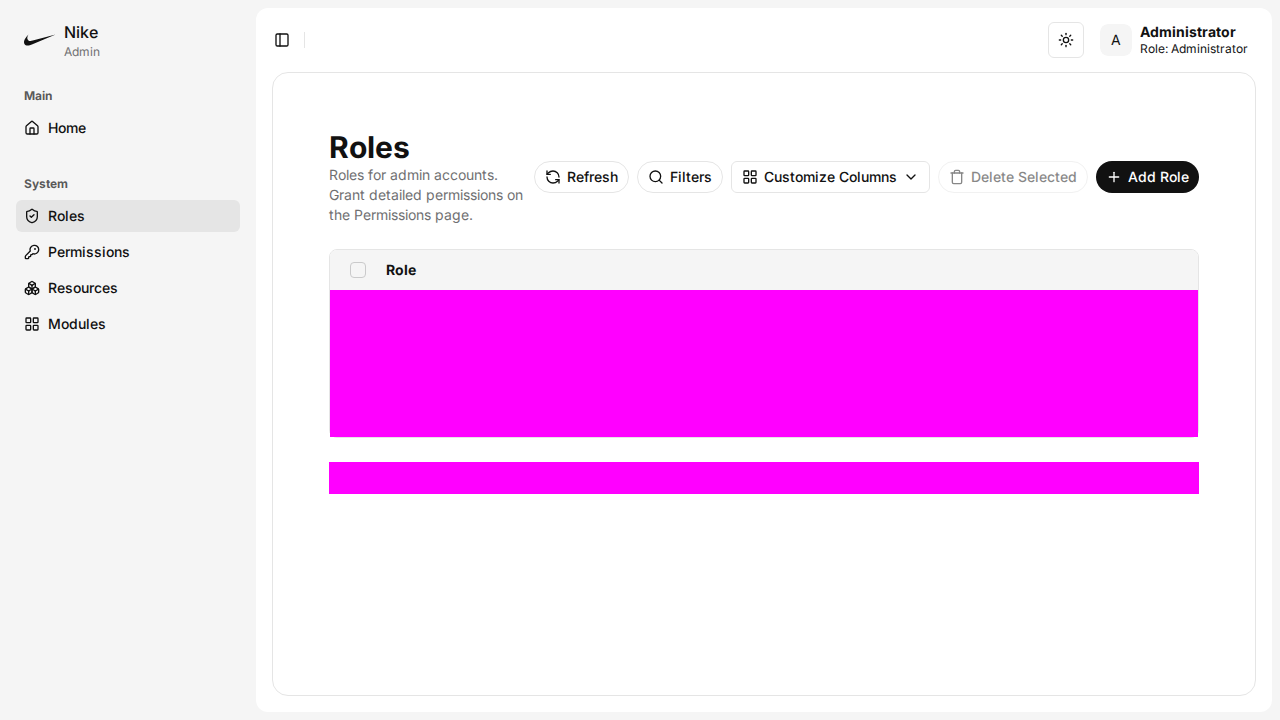 Nike
Admin
Main
Home
System
Roles
Permissions
Resources
Modules
A
Administrator
Role: Administrator
Roles
Roles for admin accounts.
Grant detailed permissions on
the Permissions page.
Refresh
Filters
Customize Columns
Delete Selected
Add Role
Role